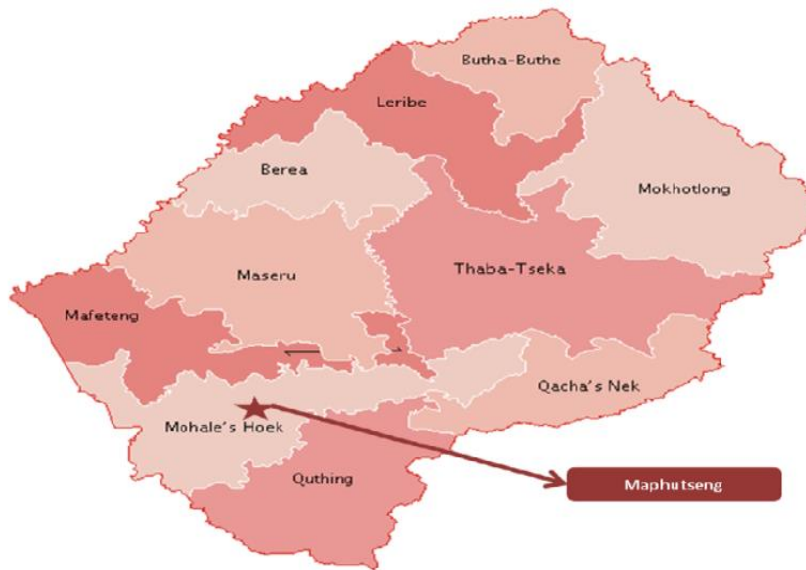 Butha-Buthe
Leribe
Berea
Mokhotlong
Maseru
Thaba-Tseka
Mafeteng
Qacha's Nek
Mohale's Hoek
Quthing
Maphutseng